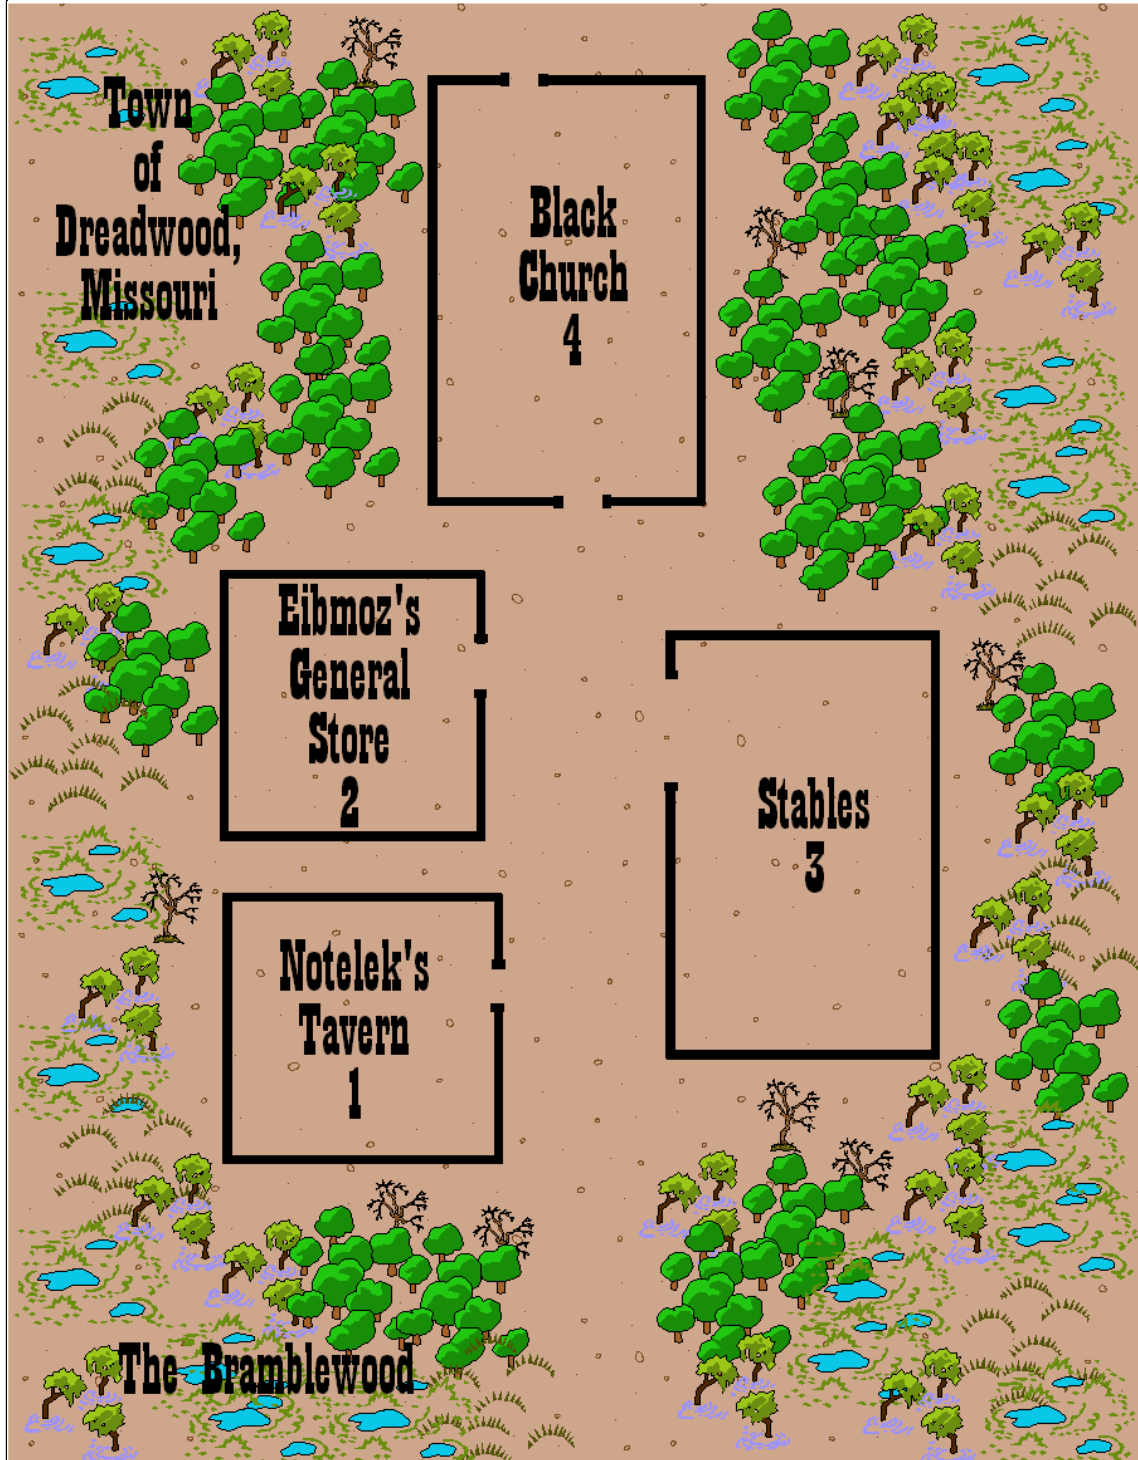 Town
of
Dreadwood,
Missouri
Black
Church
4
Eibmoz's
General
Store
2
Stables
3
Notelek's
Tavern
1
The Bramblewood